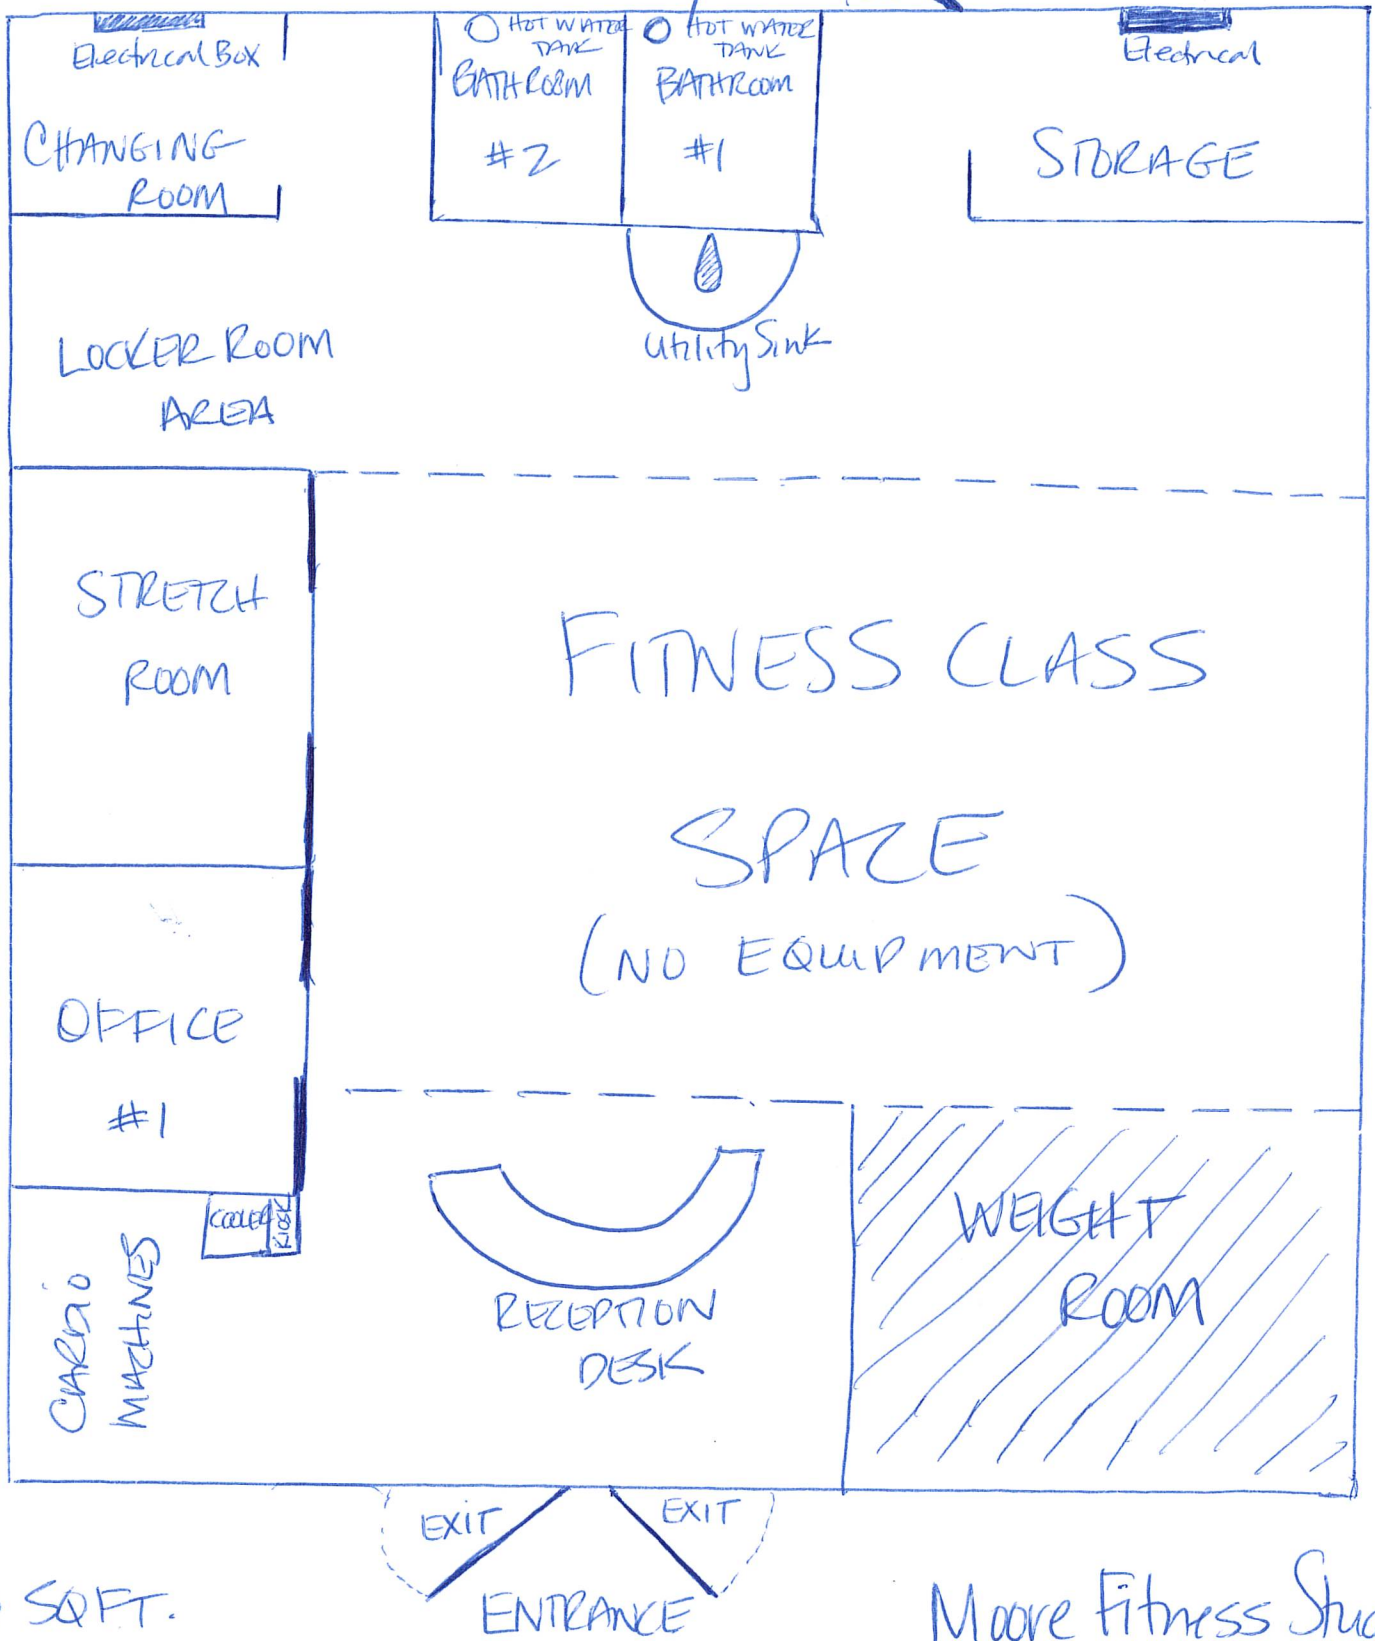 Electrical Box
HOT WATER
TANK
BATHROOM
#2
HOT WATER
TANK
BATHROOM
#1
Electrical
CHANGING
ROOM
STORAGE
Utility Sink
LOCKER ROOM
AREA
STRETCH
ROOM
FITNESS CLASS
SPACE
(NO EQUIPMENT)
OFFICE
#1
COOLER
KIOSK
CARDIO
MACHINES
RECEPTION
DESK
WEIGHT
ROOM
EXIT
EXIT
ENTRANCE
SQFT.
Moore Fitness